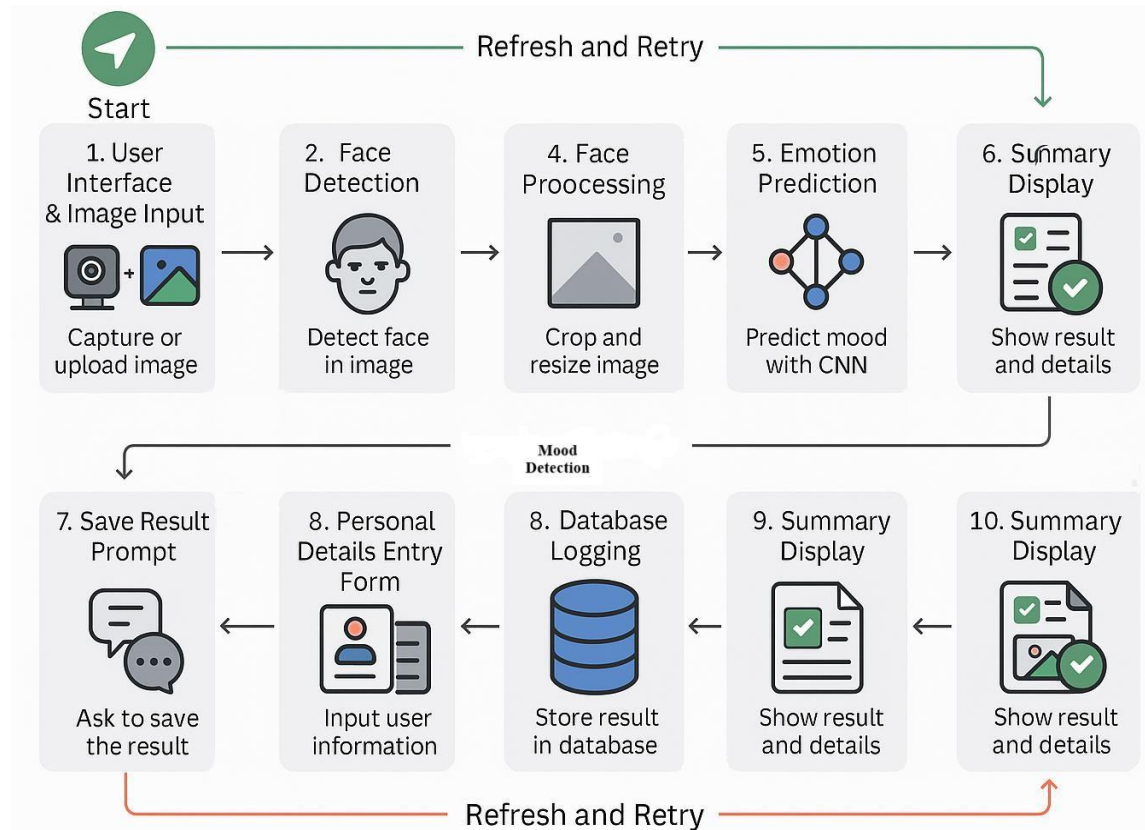 Refresh and Retry
Start
1. User
Interface
& Image Input
+
Capture or
upload image
2. Face
Detection
Detect face
in image
4. Face
Proocessing
Crop and
resize image
5. Emotion
Prediction
Predict mood
with CNN
6. Summary
Display
Show result
and details
Mood
Detection
7. Save Result
Prompt
Ask to save
the result
8. Personal
Details Entry
Form
Input user
information
8. Database
Logging
Store result
in database
9. Summary
Display
Show result
and details
10. Summary
Display
Show result
and details
Refresh and Retry